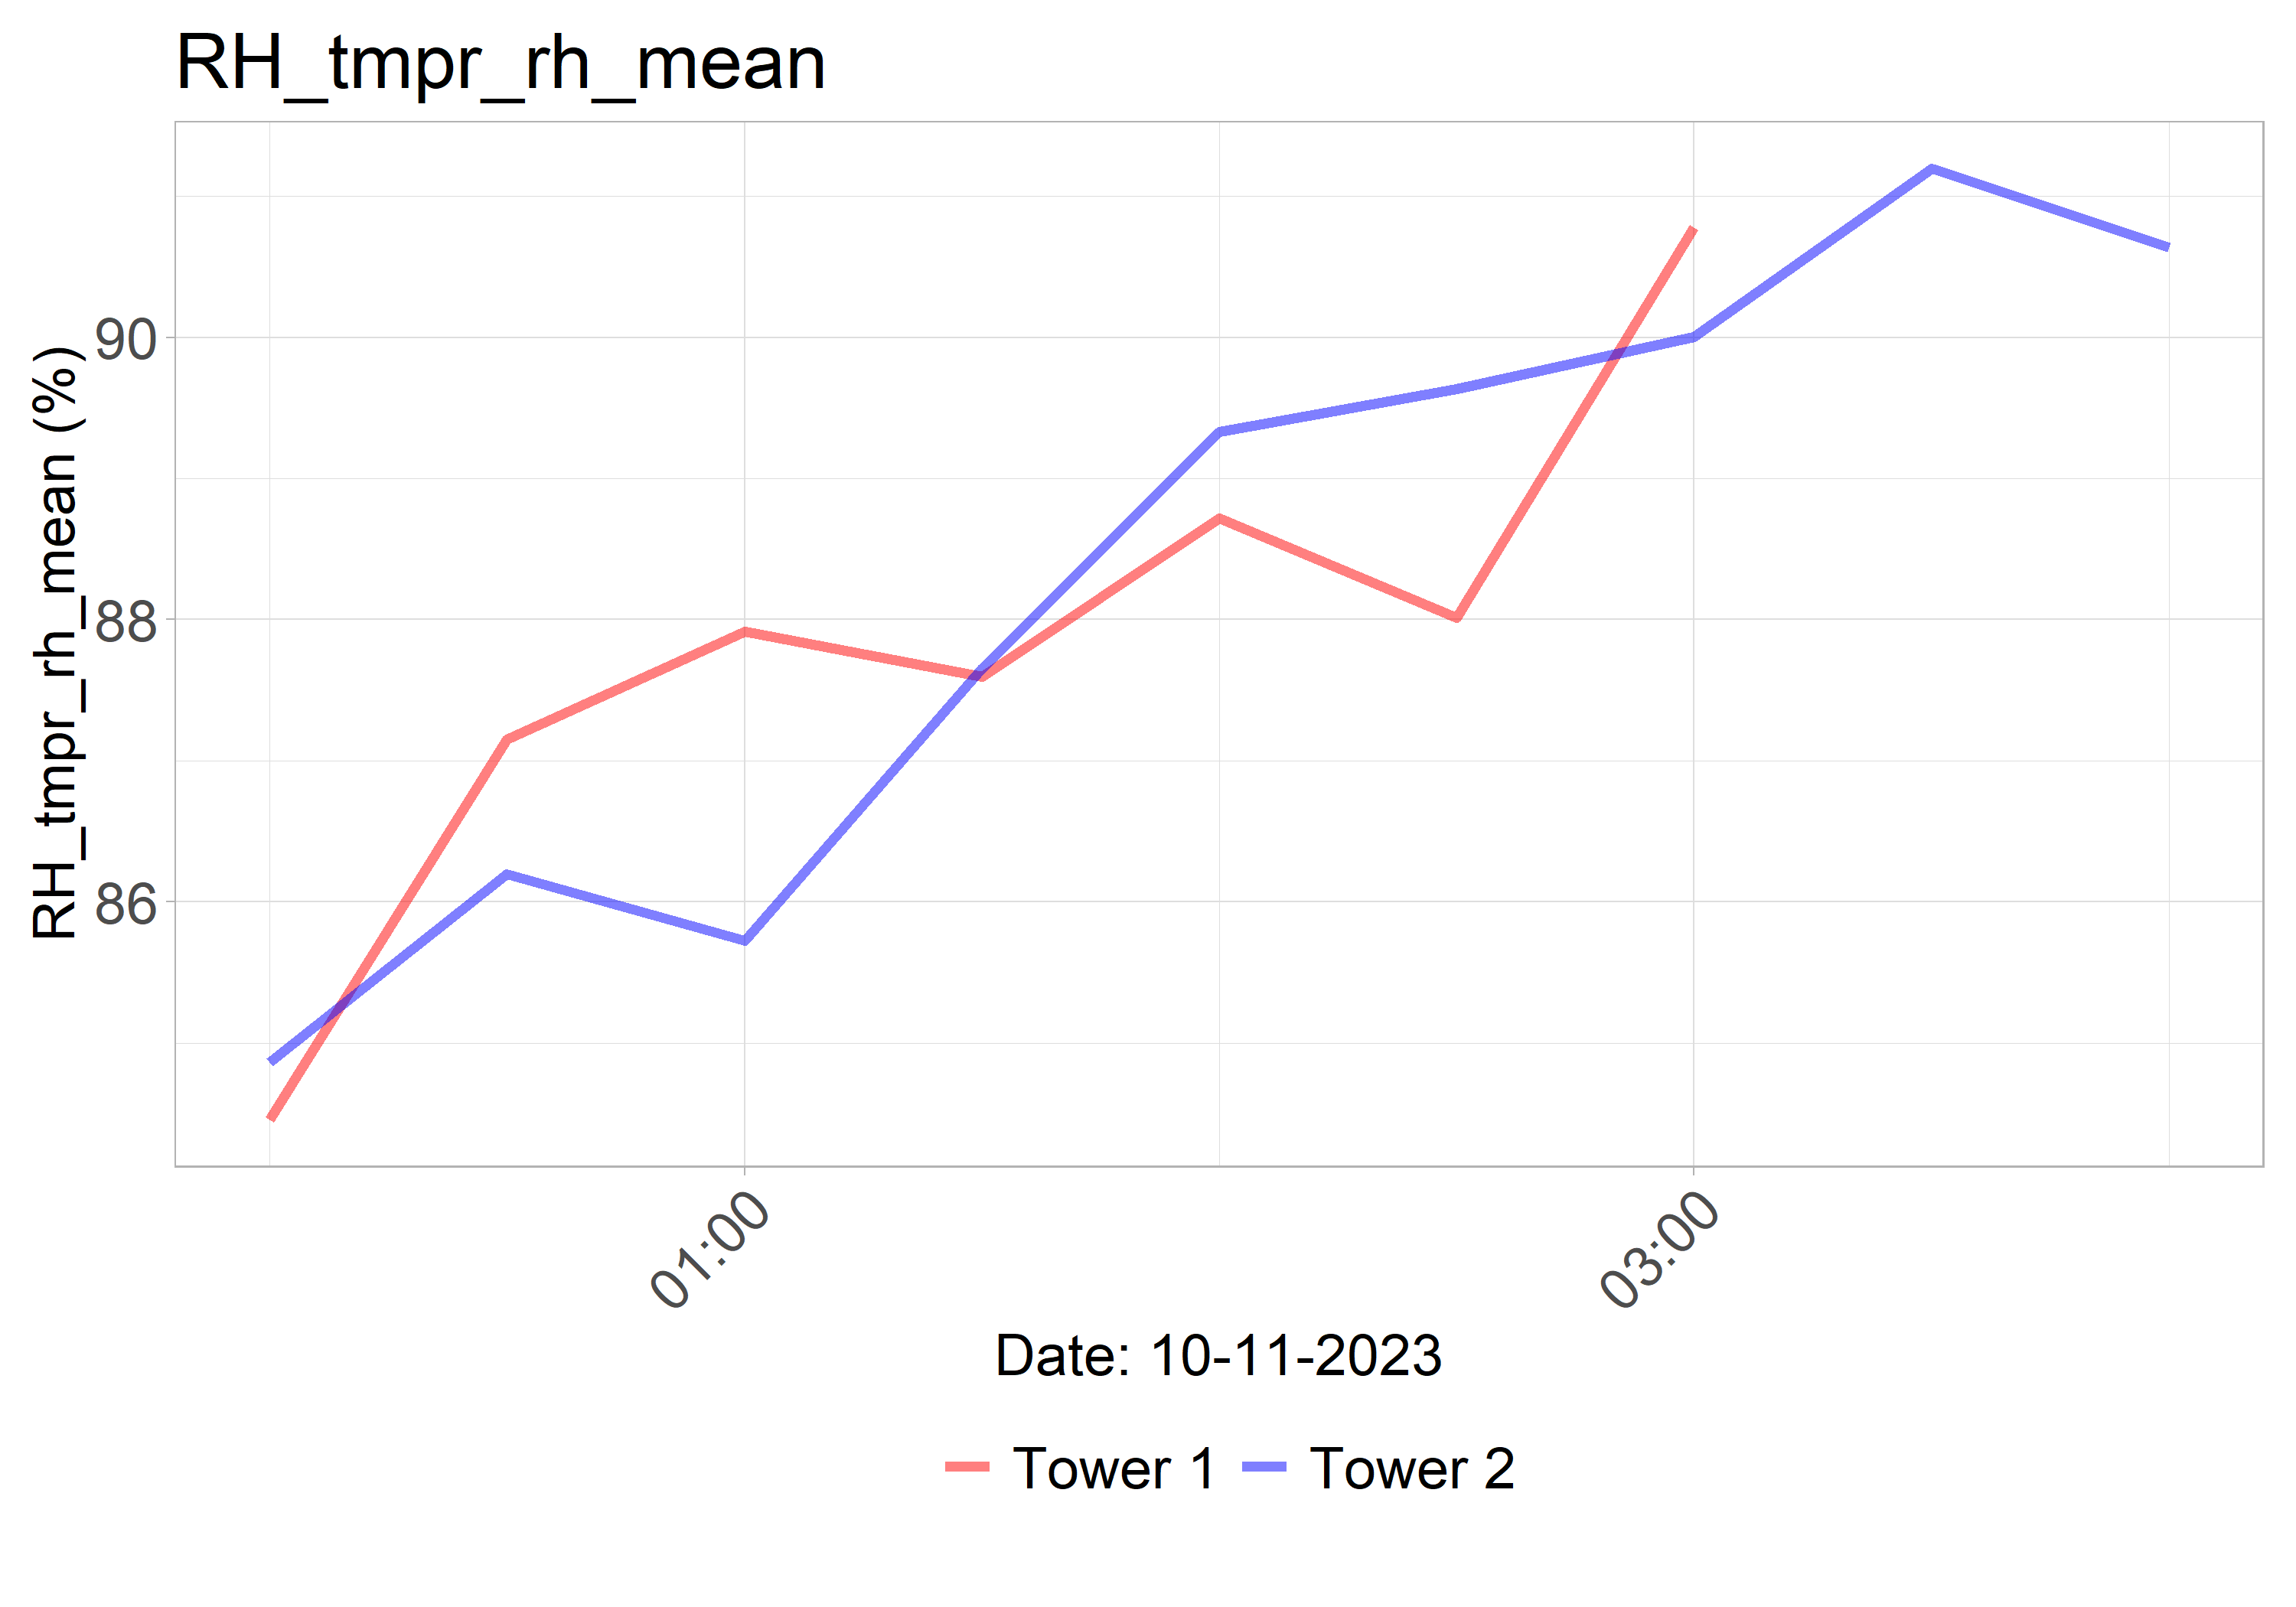 RH_tmpr_rh_mean
RH_tmpr_rh_mean (%)
90
88
86
01:00
03:00
Date: 10-11-2023
Tower 1
Tower 2